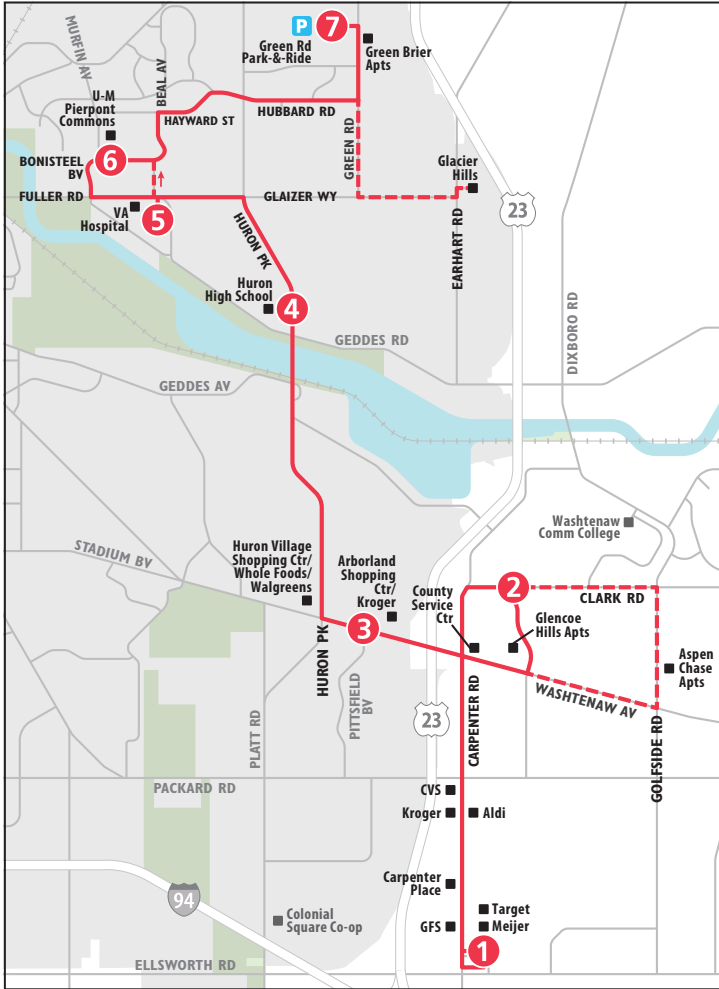 MURFIN AV
BEAL AV
P
7
Green Rd
Park-&-Ride
Green Brier
Apts
U-M
Pierpont
Commons
HAYWARD ST
HUBBARD RD
GREEN RD
BONISTEEL
BV
6
Glacier
Hills
FULLER RD
GLAIZER WY
VA
Hospital
5
23
HURON PK
EARHART RD
Huron
High School
4
GEDDES RD
DIXBORO RD
GEDDES AV
Washtenaw
Comm College
STADIUM BV
Huron Village
Shopping Ctr/
Whole Foods/
Walgreens
Arborland
Shopping
Ctr/
Kroger
County
Service
Ctr
2
CLARK RD
Glencoe
Hills Apts
3
HURON PK
Aspen
Chase
Apts
PITTSFIELD
BV
CARPENTER RD
WASHTENAW AV
PLATT RD
23
GOLFSIDE RD
PACKARD RD
CVS
Kroger
Aldi
Carpenter
Place
94
Colonial
Square Co-op
Target
GFS
Meijer
1
ELLSWORTH RD